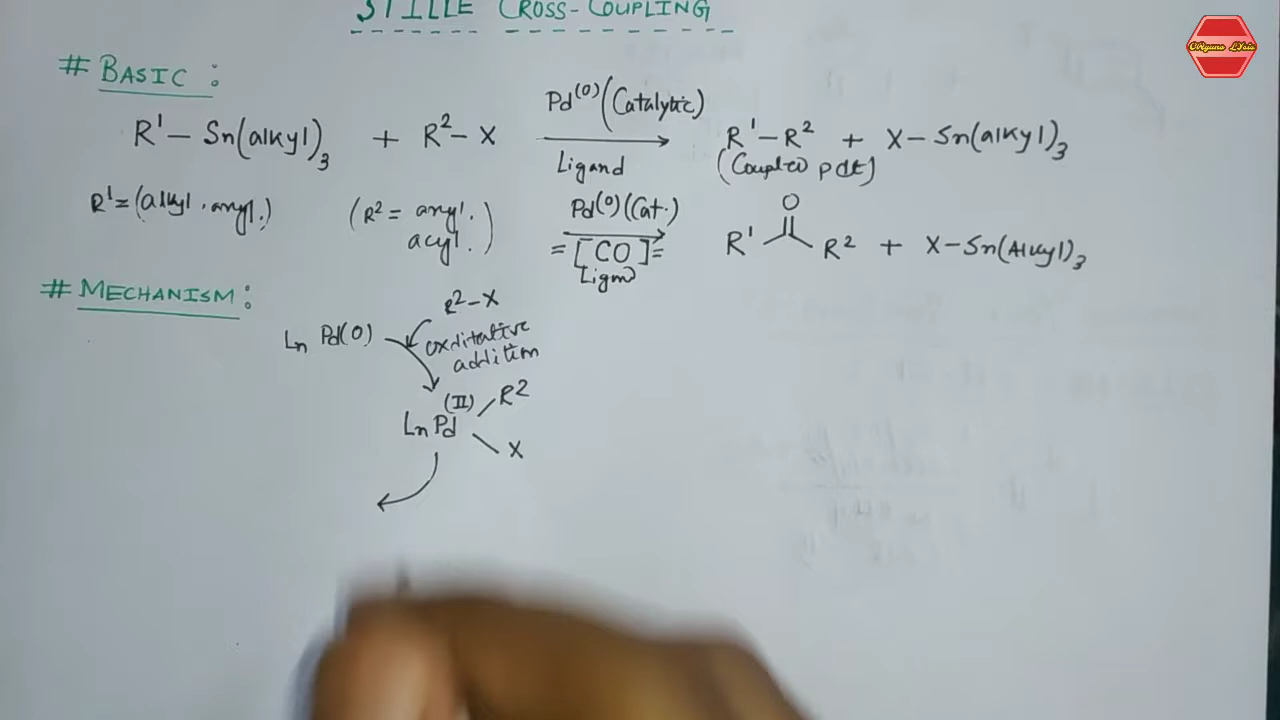 STILLE CROSS-COUPLING
# BASIC :
R¹ — Sn(alkyl)₃ + R² — X Pd⁽⁰⁾ (Catalytic) Ligand R¹ — R² + X — Sn(alkyl)₃
(Coupled pdt)
R¹ = (alkyl, aryl.) (R² = aryl. acyl.) Pd⁽⁰⁾ (Cat.) = [CO] = R¹ O R² + X — Sn(Alkyl)₃
# MECHANISM :
R² — X
Ln Pd(0)
oxditative
addition
(II)
Ln Pd R²
X